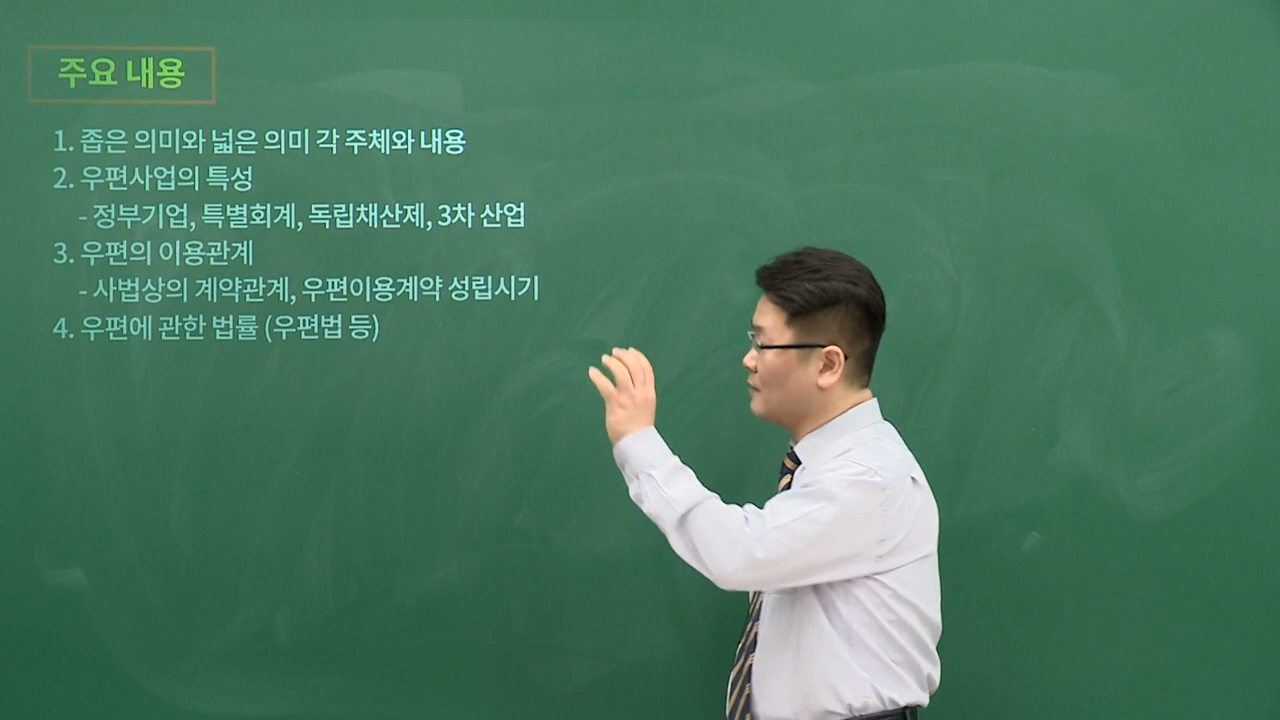 주요 내용
1. 좁은 의미와 넓은 의미 각 주체와 내용
2. 우편사업의 특성
- 정부기업, 특별회계, 독립채산제, 3차 산업
3. 우편의 이용관계
- 사법상의 계약관계, 우편이용계약 성립시기
4. 우편에 관한 법률 (우편법 등)